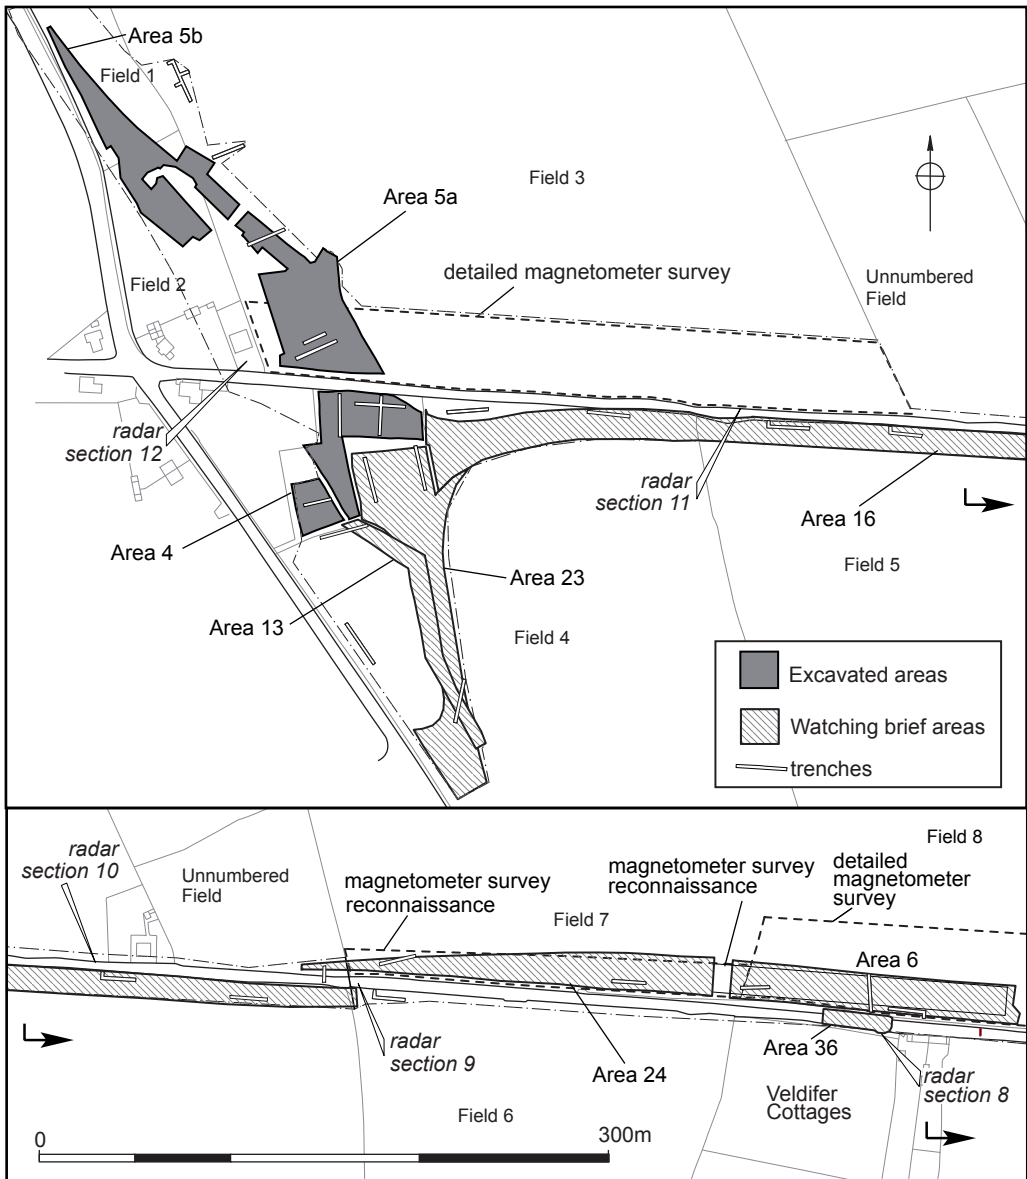 Area 5b
Field 1
Field 3
Area 5a
detailed magnetometer survey
Unnumbered
Field
Field 2
radar
section 12
radar
section 11
Area 16
Area 4
Area 23
Field 5
Area 13
Field 4
Excavated areas
Watching brief areas
trenches
radar
section 10
Unnumbered
Field
magnetometer survey
reconnaissance
Field 7
magnetometer survey
reconnaissance
Field 8
detailed
magnetometer
survey
Area 6
radar
section 9
Area 24
Area 36
radar
section 8
Veldifer
Cottages
Field 6
0
300m